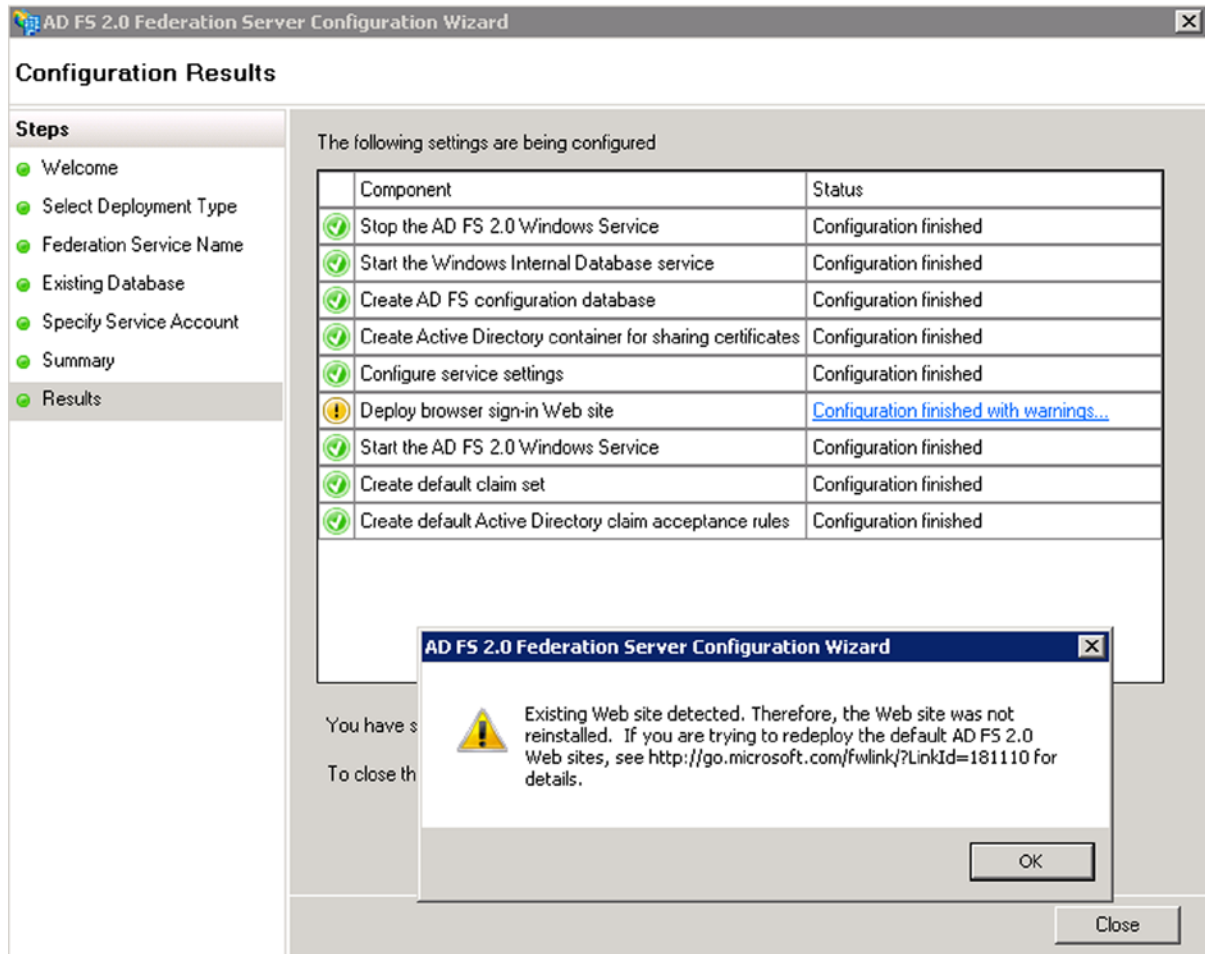 AD FS 2.0 Federation Server Configuration Wizard
Configuration Results
Steps
Welcome
Select Deployment Type
Federation Service Name
Existing Database
Specify Service Account
Summary
Results
The following settings are being configured
Component Status
Stop the AD FS 2.0 Windows Service Configuration finished
Start the Windows Internal Database service Configuration finished
Create AD FS configuration database Configuration finished
Create Active Directory container for sharing certificates Configuration finished
Configure service settings Configuration finished
Deploy browser sign-in Web site Configuration finished with warnings...
Start the AD FS 2.0 Windows Service Configuration finished
Create default claim set Configuration finished
Create default Active Directory claim acceptance rules Configuration finished
You have s
To close th
AD FS 2.0 Federation Server Configuration Wizard
Existing Web site detected. Therefore, the Web site was not
reinstalled. If you are trying to redeploy the default AD FS 2.0
Web sites, see http://go.microsoft.com/fwlink/?LinkId=181110 for
details.
OK
Close